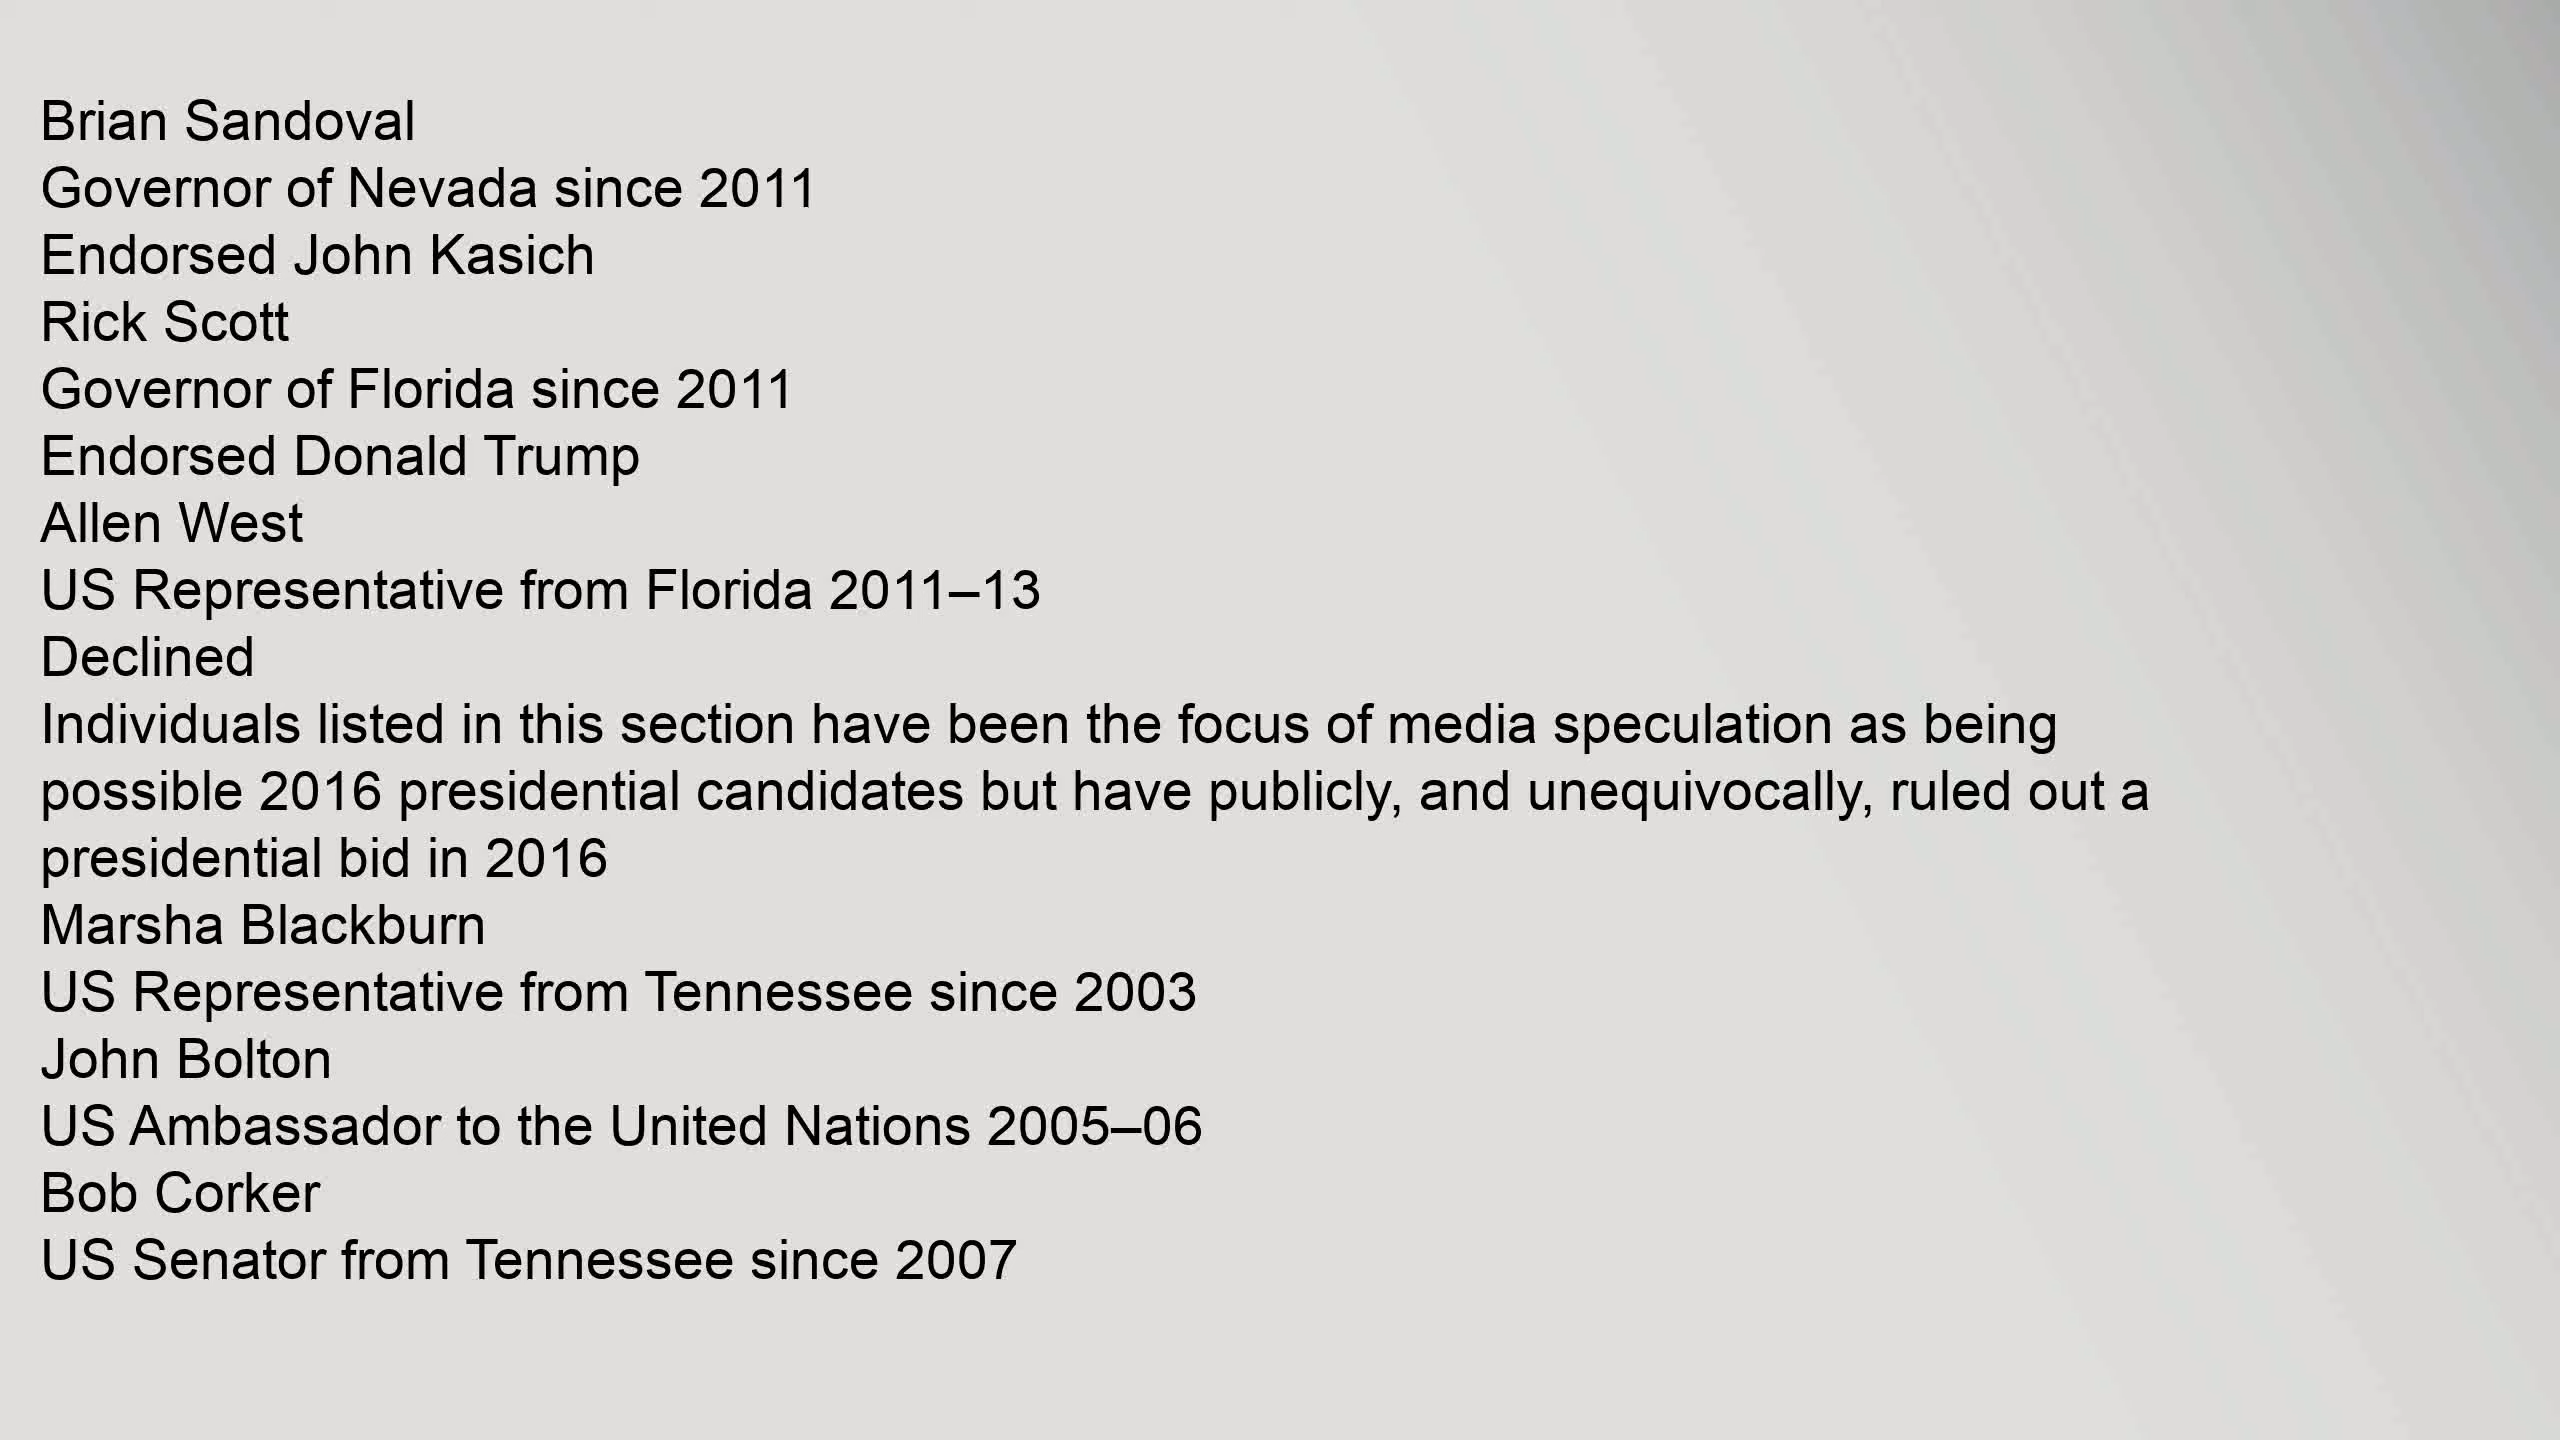 Brian Sandoval
Governor of Nevada since 2011
Endorsed John Kasich
Rick Scott
Governor of Florida since 2011
Endorsed Donald Trump
Allen West
US Representative from Florida 2011–13
Declined
Individuals listed in this section have been the focus of media speculation as being
possible 2016 presidential candidates but have publicly, and unequivocally, ruled out a
presidential bid in 2016
Marsha Blackburn
US Representative from Tennessee since 2003
John Bolton
US Ambassador to the United Nations 2005–06
Bob Corker
US Senator from Tennessee since 2007